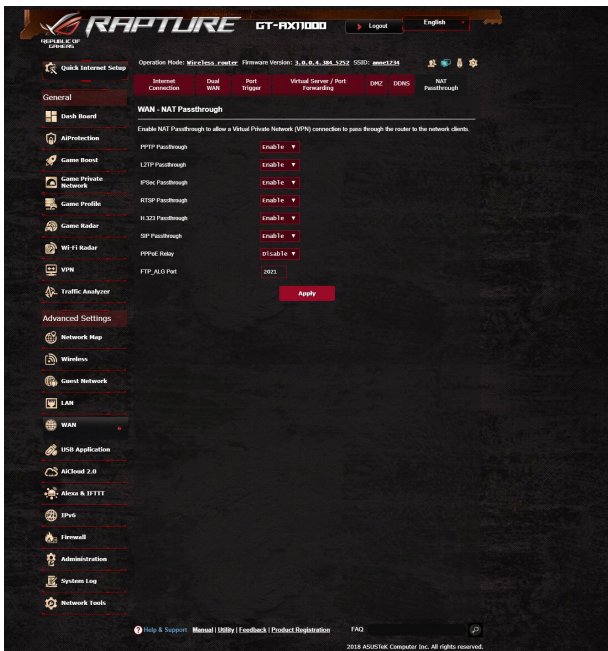 REPUBLIC OF GAMERS
RAPTURE GT-AX11000
Logout
English
Quick Internet Setup
Operation Mode: Wireless router Firmware Version: 3.0.0.4.384_5252 SSID:
Internet Connection
Dual WAN
Port Trigger
Virtual Server / Port Forwarding
DMZ
DDNS
NAT Passthrough
General
Dash Board
AiProtection
Game Boost
Game Private Network
Game Profile
Game Radar
Wi-Fi Radar
VPN
Traffic Analyzer
Advanced Settings
Network Map
Wireless
Guest Network
LAN
WAN
USB Application
AiCloud 2.0
Alexa & IFTTT
IPv6
Firewall
Administration
System Log
Network Tools
WAN - NAT Passthrough
Enable NAT Passthrough to allow a Virtual Private Network (VPN) connection to pass through the router to the network clients.
PPTP Passthrough Enable
L2TP Passthrough Enable
IPSec Passthrough Enable
RTSP Passthrough Enable
H.323 Passthrough Enable
SIP Passthrough Enable
PPPoE Relay Disable
FTP_ALG Port 2021
Apply
? Help & Support Manual | Utility | Feedback | Product Registration FAQ
2018 ASUSTeK Computer Inc. All rights reserved.